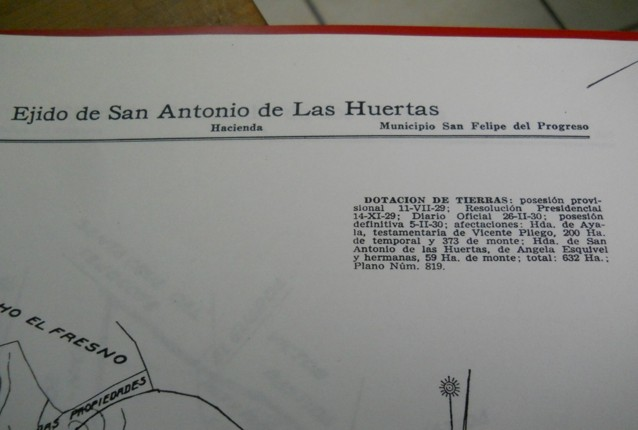 Ejido de San Antonio de Las Huertas
Hacienda
Municipio San Felipe del Progreso
DOTACION DE TIERRAS: posesión provi-
sional 11-VII-29; Resolución Presidencial
14-XI-29; Diario Oficial 26-II-30; posesión
definitiva 5-II-30; afectaciones: Hda. de Aya-
la, testamentaria de Vicente Pliego, 200 Ha.
de temporal y 373 de monte; Hda. de San
Antonio de las Huertas, de Angela Esquivel
y hermanas, 59 Ha. de monte; total: 632 Ha.;
Plano Núm. 819.
HO EL FRESNO
AS PROPIEDADES